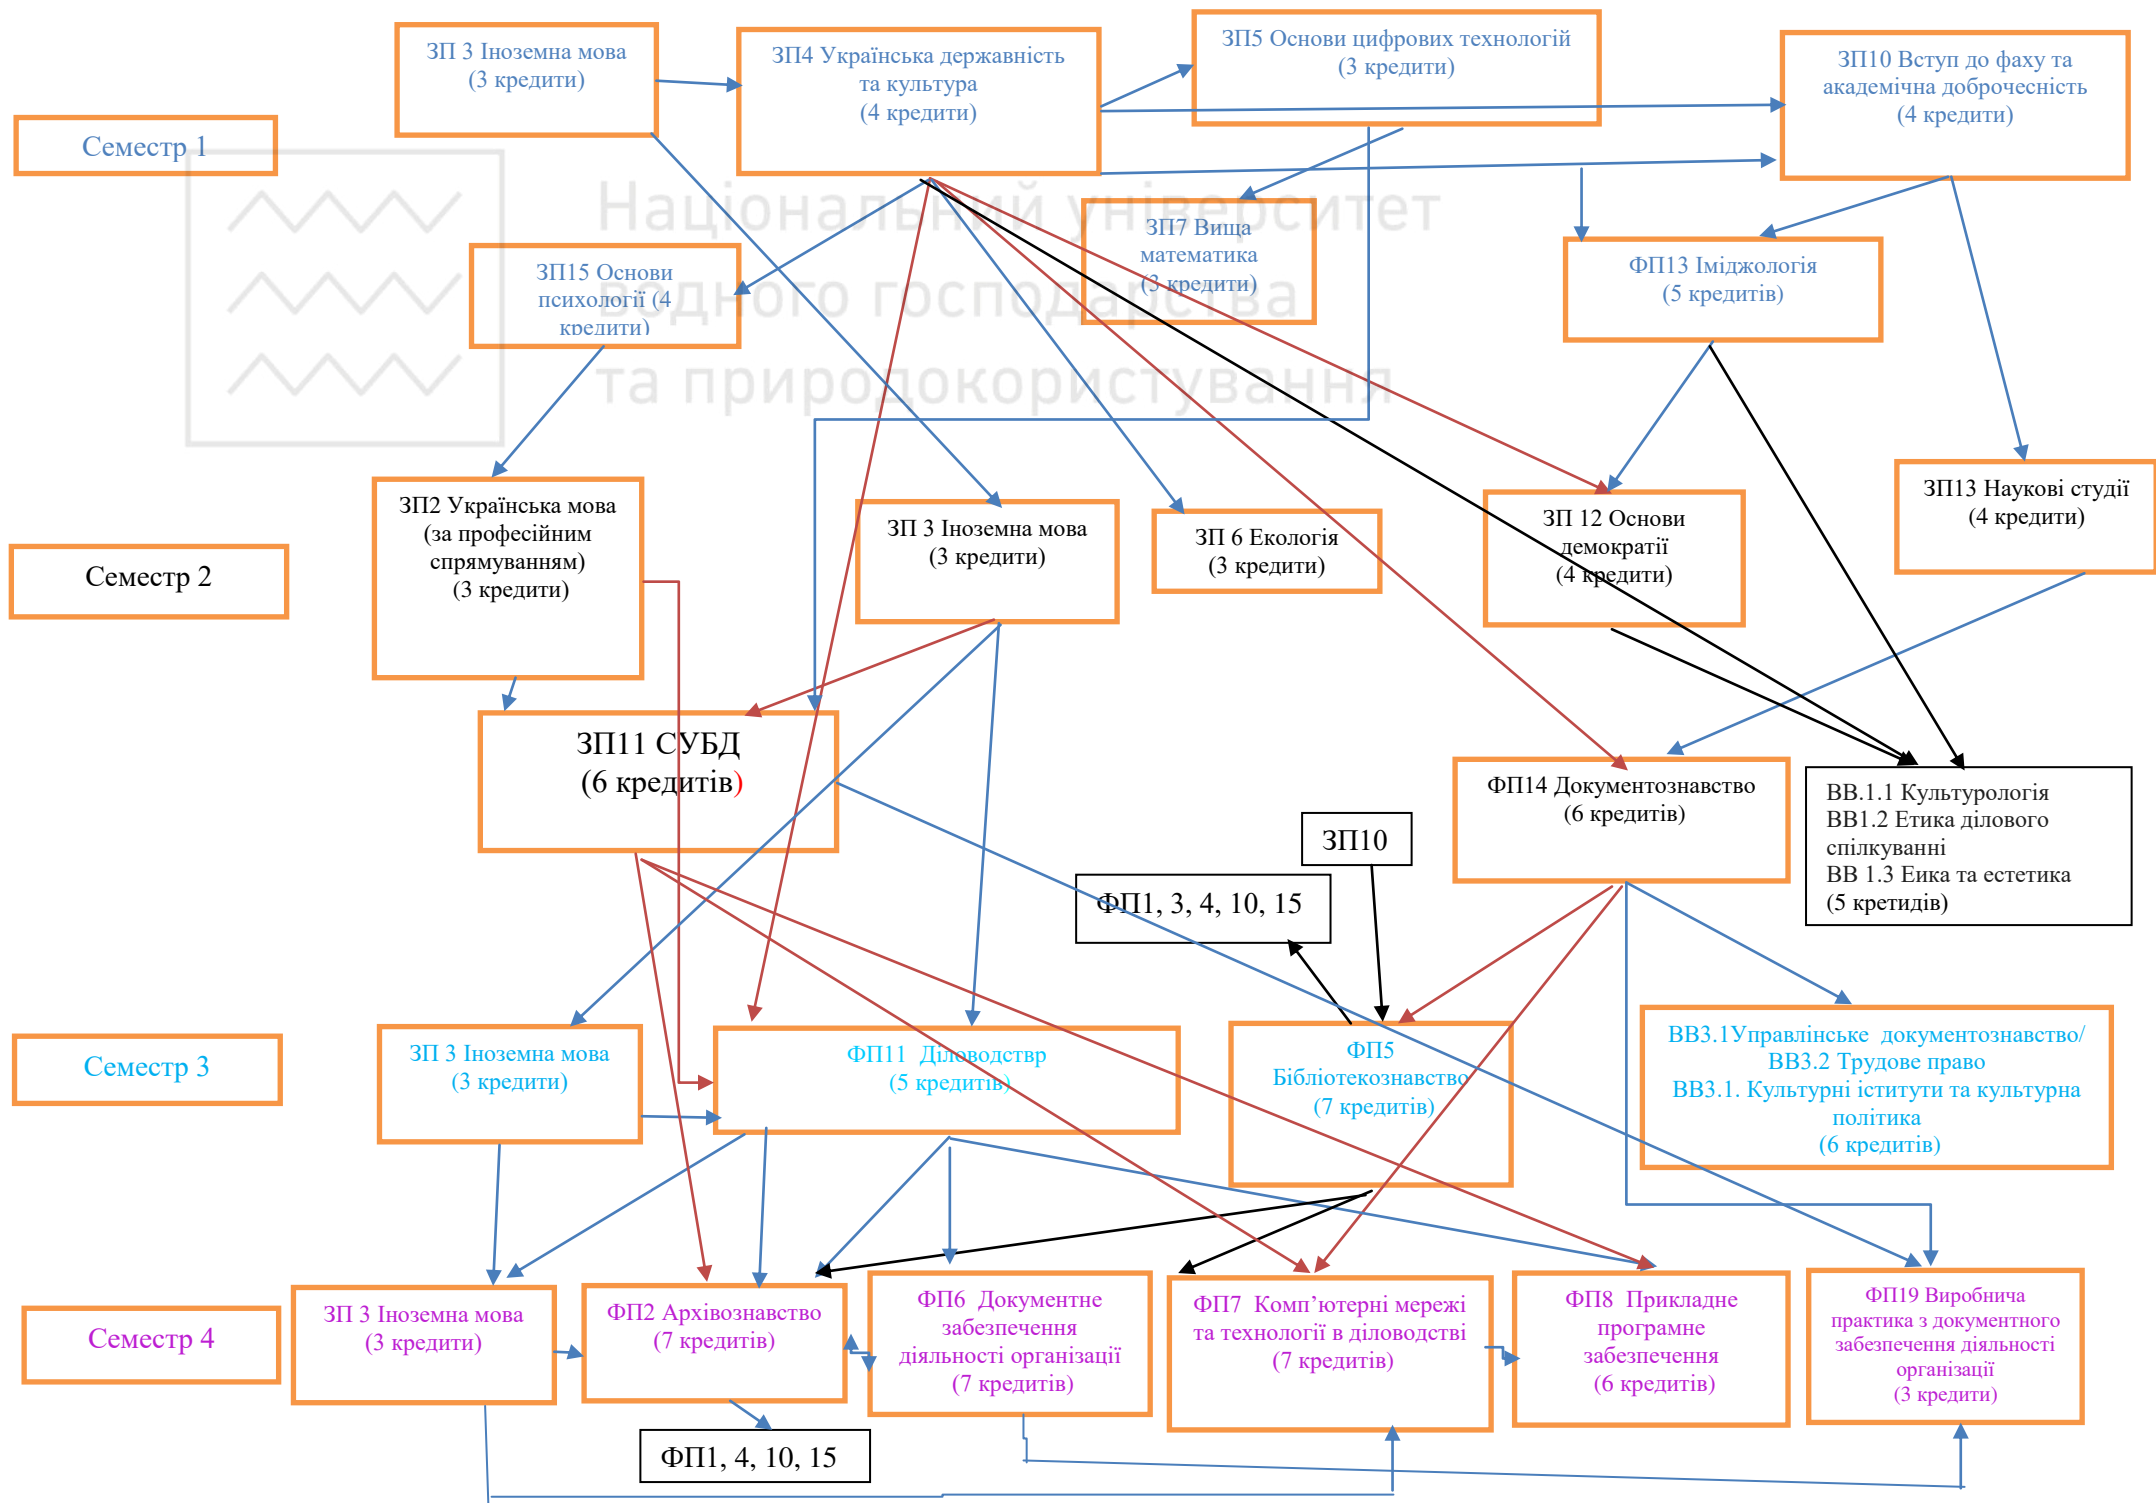 ЗП 3 Іноземна мова
(3 кредити)
ЗП4 Українська державність
та культура
(4 кредити)
ЗП5 Основи цифрових технологій
(3 кредити)
ЗП10 Вступ до фаху та
академічна доброчесність
(4 кредити)
Семестр 1
Національний університет
водного господарства
та природокористування
ЗП15 Основи
психології (4
кредити)
ЗП7 Вища
математика
(3 кредити)
ФП13 Іміджологія
(5 кредитів)
Семестр 2
ЗП2 Українська мова
(за професійним
спрямуванням)
(3 кредити)
ЗП 3 Іноземна мова
(3 кредити)
ЗП 6 Екологія
(3 кредити)
ЗП 12 Основи
демократії
(4 кредити)
ЗП13 Наукові студії
(4 кредити)
ЗП11 СУБД
(6 кредитів)
ФП14 Документознавство
(6 кредитів)
ВВ.1.1 Культурологія
ВВ1.2 Етика ділового
спілкуванні
ВВ 1.3 Еика та естетика
(5 кретидів)
ЗП10
ФП1, 3, 4, 10, 15
Семестр 3
ЗП 3 Іноземна мова
(3 кредити)
ФП11 Діловодствр
(5 кредитів)
ФП5
Бібліотекознавство
(7 кредитів)
ВВ3.1Управлінське документознавство/
ВВ3.2 Трудове право
ВВ3.1. Культурні іститути та культурна
політика
(6 кредитів)
Семестр 4
ЗП 3 Іноземна мова
(3 кредити)
ФП2 Архівознавство
(7 кредитів)
ФП6 Документне
забезпечення
діяльності організації
(7 кредитів)
ФП7 Комп’ютерні мережі
та технології в діловодстві
(7 кредитів)
ФП8 Прикладне
програмне
забезпечення
(6 кредитів)
ФП19 Виробнича
практика з документного
забезпечення діяльності
організації
(3 кредити)
ФП1, 4, 10, 15